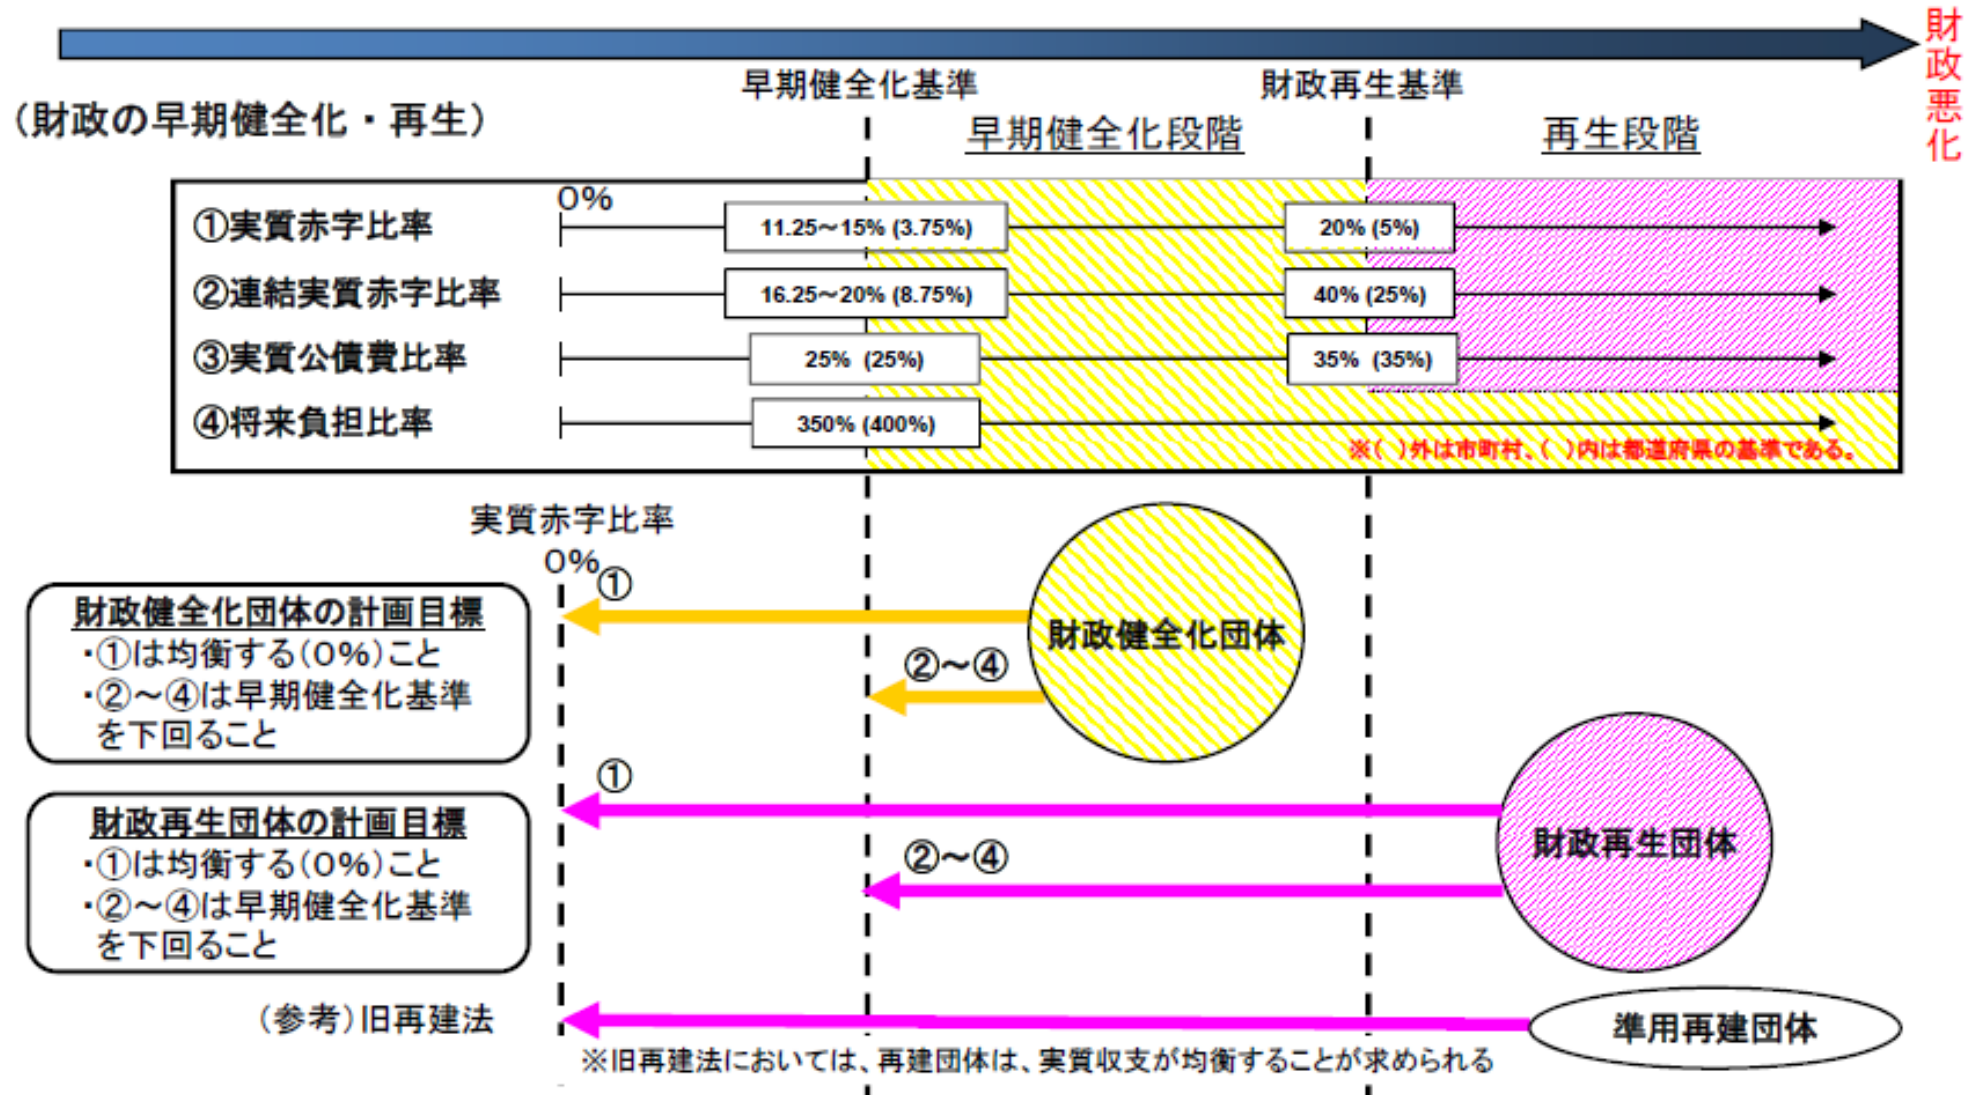 財政悪化
早期健全化基準
財政再生基準
（財政の早期健全化・再生）
早期健全化段階
再生段階
0%
①実質赤字比率
11.25～15% (3.75%)
20% (5%)
②連結実質赤字比率
16.25～20% (8.75%)
40% (25%)
③実質公債費比率
25% (25%)
35% (35%)
④将来負担比率
350% (400%)
※( )外は市町村、( )内は都道府県の基準である。
実質赤字比率
0%
①
財政健全化団体の計画目標
・①は均衡する（0%）こと
・②～④は早期健全化基準
を下回ること
②～④
財政健全化団体
①
財政再生団体の計画目標
・①は均衡する（0%）こと
・②～④は早期健全化基準
を下回ること
②～④
財政再生団体
（参考）旧再建法
準用再建団体
※旧再建法においては、再建団体は、実質収支が均衡することが求められる